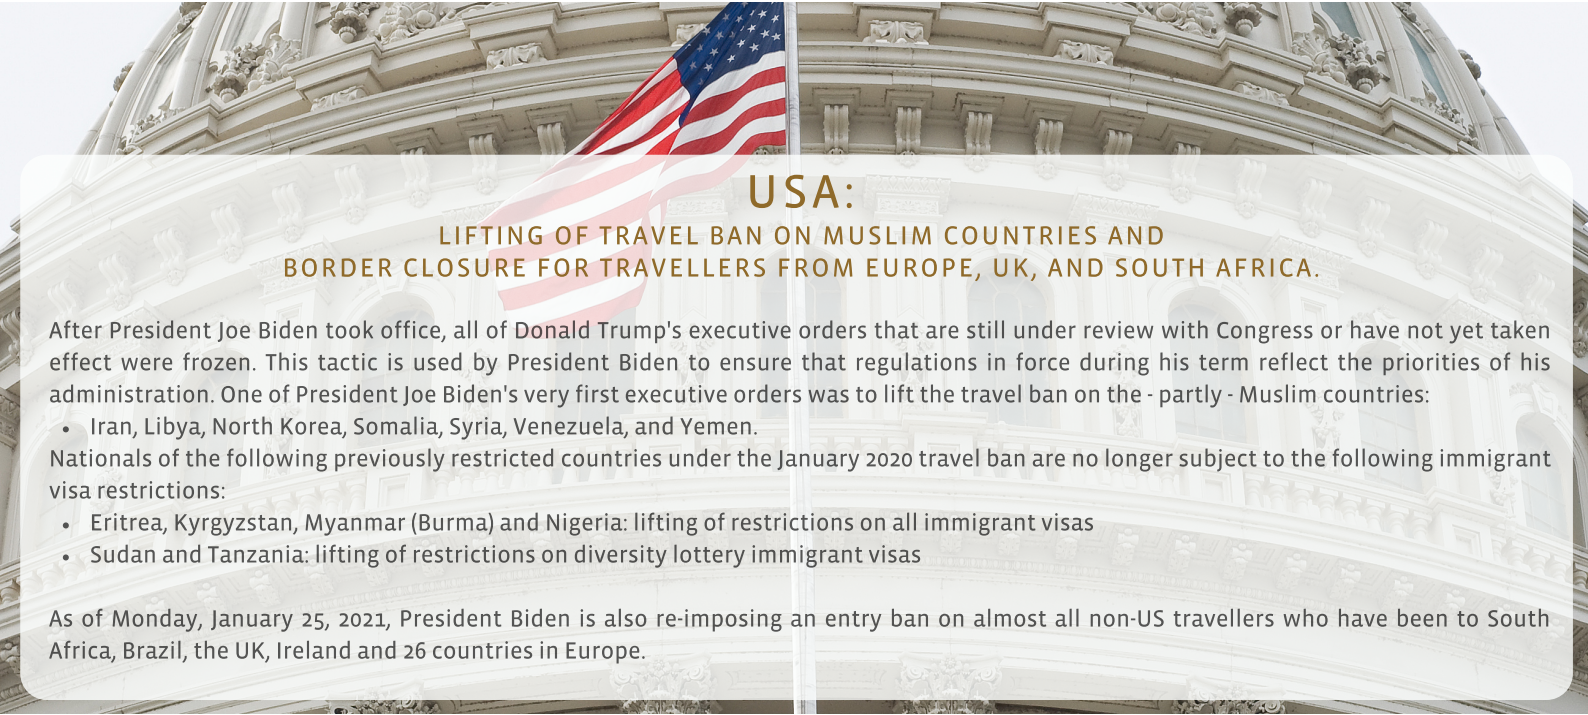 USA:
LIFTING OF TRAVEL BAN ON MUSLIM COUNTRIES AND
BORDER CLOSURE FOR TRAVELLERS FROM EUROPE, UK, AND SOUTH AFRICA.
After President Joe Biden took office, all of Donald Trump's executive orders that are still under review with Congress or have not yet taken
effect were frozen. This tactic is used by President Biden to ensure that regulations in force during his term reflect the priorities of his
administration. One of President Joe Biden's very first executive orders was to lift the travel ban on the - partly - Muslim countries:
• Iran, Libya, North Korea, Somalia, Syria, Venezuela, and Yemen.
Nationals of the following previously restricted countries under the January 2020 travel ban are no longer subject to the following immigrant
visa restrictions:
• Eritrea, Kyrgyzstan, Myanmar (Burma) and Nigeria: lifting of restrictions on all immigrant visas
• Sudan and Tanzania: lifting of restrictions on diversity lottery immigrant visas
As of Monday, January 25, 2021, President Biden is also re-imposing an entry ban on almost all non-US travellers who have been to South
Africa, Brazil, the UK, Ireland and 26 countries in Europe.